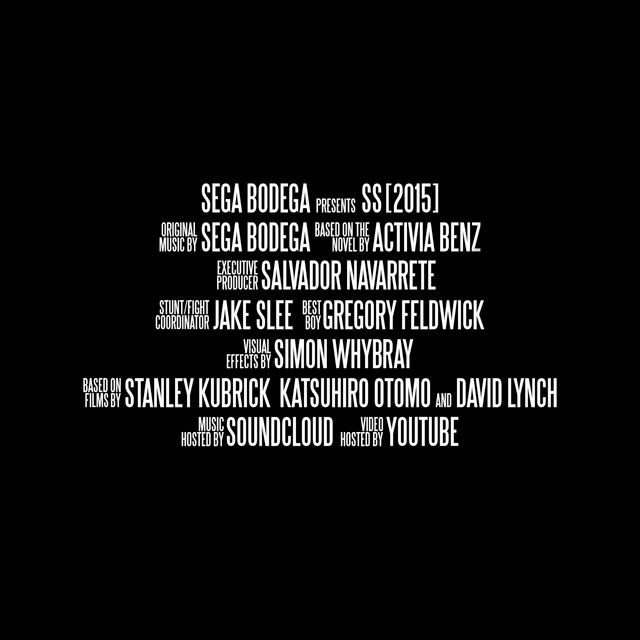 SEGA BODEGA PRESENTS SS[2015]
ORIGINAL MUSIC BY SEGA BODEGA BASED ON THE NOVEL BY ACTIVIA BENZ
EXECUTIVE PRODUCER SALVADOR NAVARRETE
STUNT/FIGHT COORDINATOR JAKE SLEE BEST BOY GREGORY FELDWICK
VISUAL EFFECTS BY SIMON WHYBRAY
BASED ON FILMS BY STANLEY KUBRICK KATSUHIRO OTOMO AND DAVID LYNCH
MUSIC HOSTED BY SOUNDCLOUD VIDEO HOSTED BY YOUTUBE